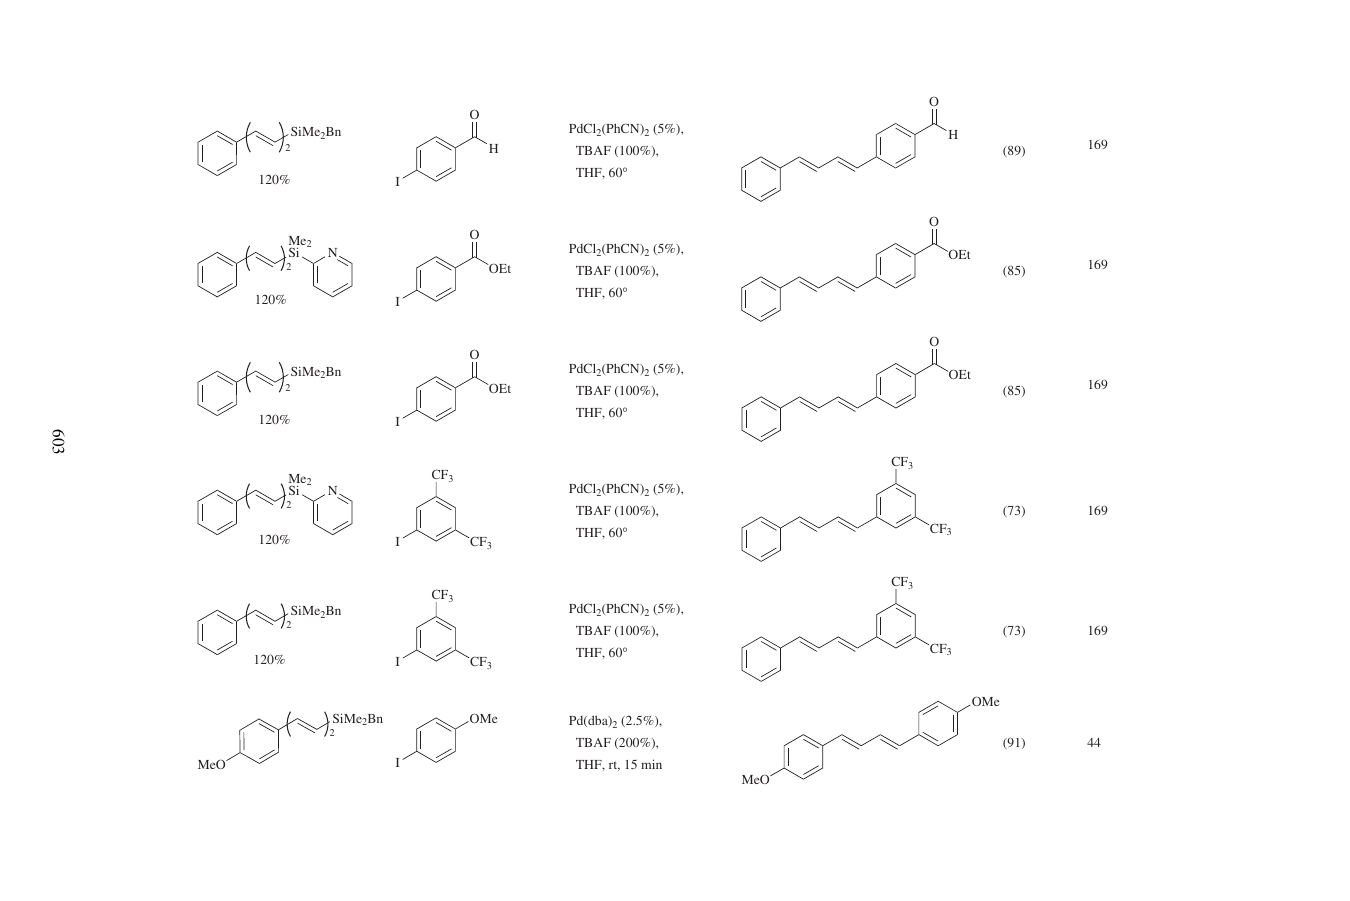 O
H
SiMe2Bn
2
120%
O
H
I
PdCl2(PhCN)2 (5%),
TBAF (100%),
THF, 60°
(89)
169
O
OEt
Me2
Si
N
2
120%
O
OEt
I
PdCl2(PhCN)2 (5%),
TBAF (100%),
THF, 60°
(85)
169
O
OEt
SiMe2Bn
2
120%
O
OEt
I
PdCl2(PhCN)2 (5%),
TBAF (100%),
THF, 60°
(85)
169
603
CF3
CF3
Me2
Si
N
2
120%
CF3
CF3
I
PdCl2(PhCN)2 (5%),
TBAF (100%),
THF, 60°
(73)
169
CF3
CF3
SiMe2Bn
2
120%
CF3
CF3
I
PdCl2(PhCN)2 (5%),
TBAF (100%),
THF, 60°
(73)
169
OMe
MeO
SiMe2Bn
2
MeO
OMe
I
Pd(dba)2 (2.5%),
TBAF (200%),
THF, rt, 15 min
(91)
44